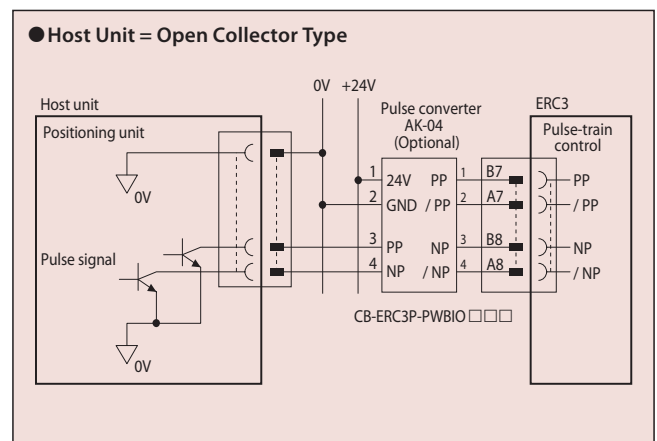 ●Host Unit = Open Collector Type
0V +24V
Host unit
Positioning unit
0V
Pulse signal
0V
Pulse converter
AK-04
(Optional)
1 24V PP 1 B7
2 GND / PP 2 A7
3 PP NP 3 B8
4 NP / NP 4 A8
CB-ERC3P-PWBIO□□□
ERC3
Pulse-train
control
PP
/ PP
NP
/ NP